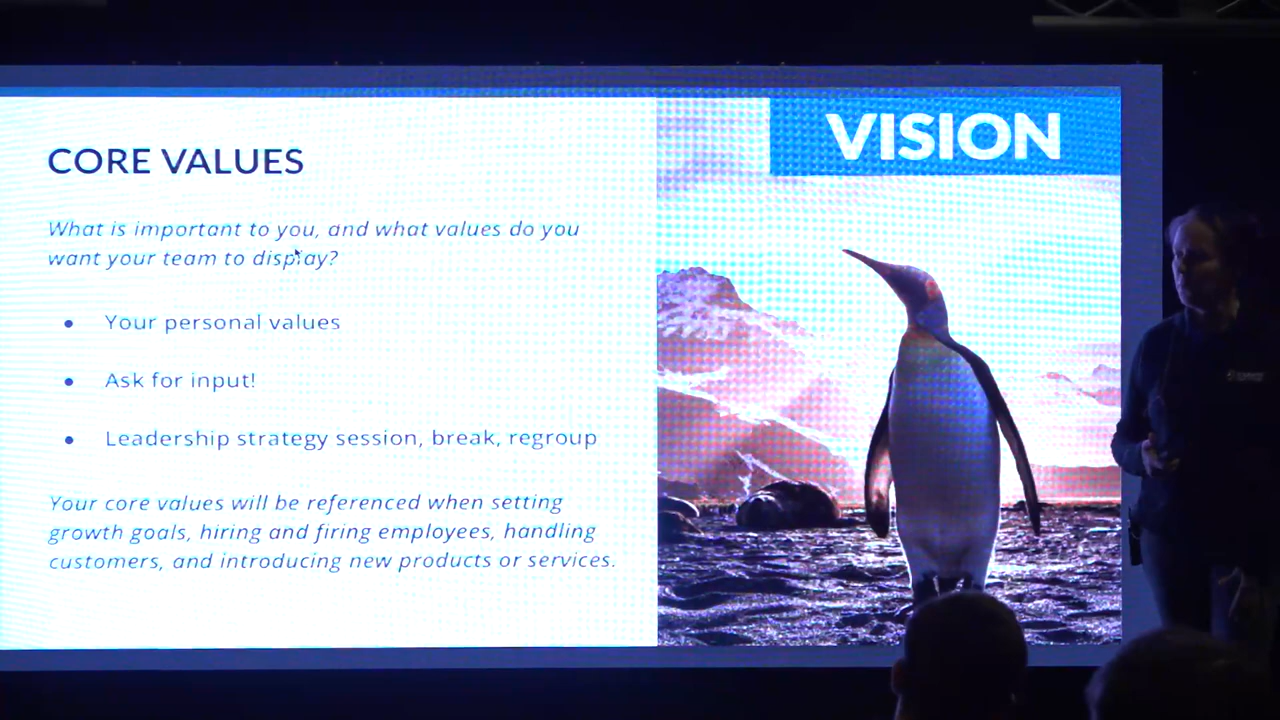 CORE VALUES
VISION
What is important to you, and what values do you
want your team to display?
● Your personal values
● Ask for input!
● Leadership strategy session, break, regroup
Your core values will be referenced when setting
growth goals, hiring and firing employees, handling
customers, and introducing new products or services.